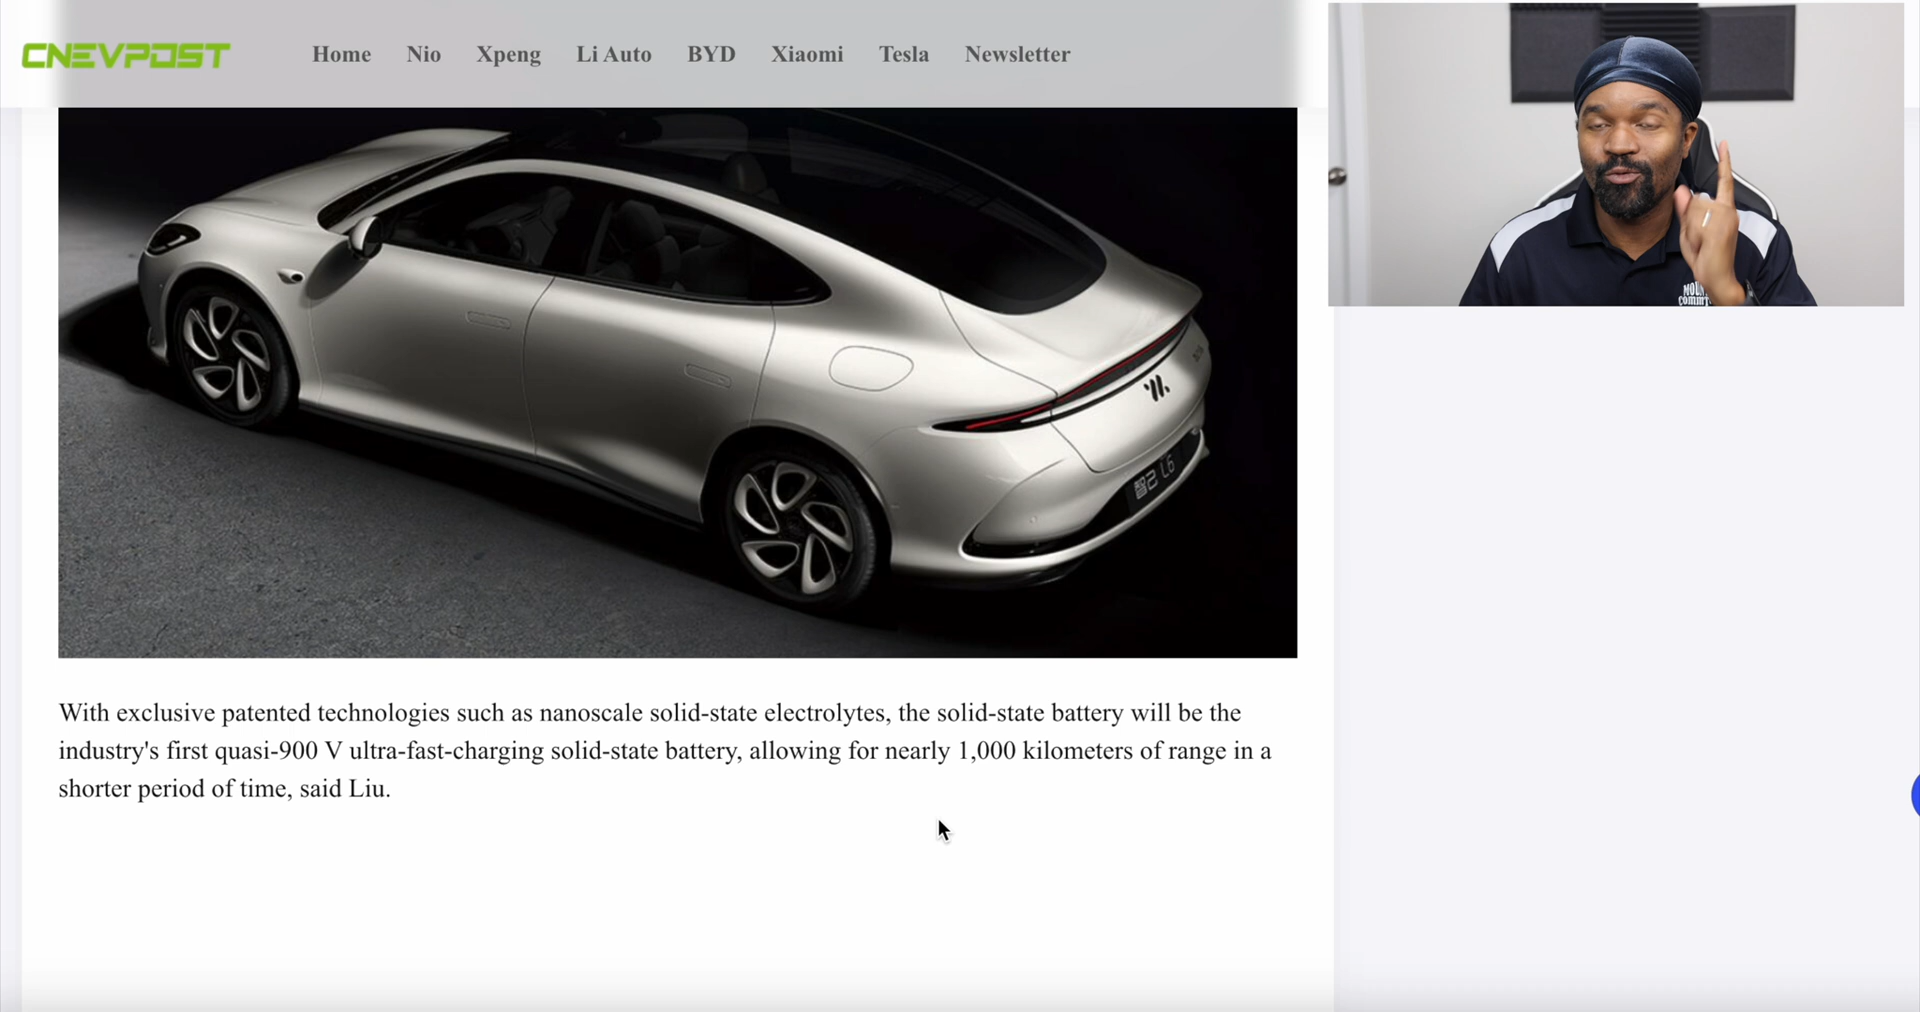 CNEVPOST
Home Nio Xpeng Li Auto BYD Xiaomi Tesla Newsletter
L6
With exclusive patented technologies such as nanoscale solid-state electrolytes, the solid-state battery will be the
industry's first quasi-900 V ultra-fast-charging solid-state battery, allowing for nearly 1,000 kilometers of range in a
shorter period of time, said Liu.